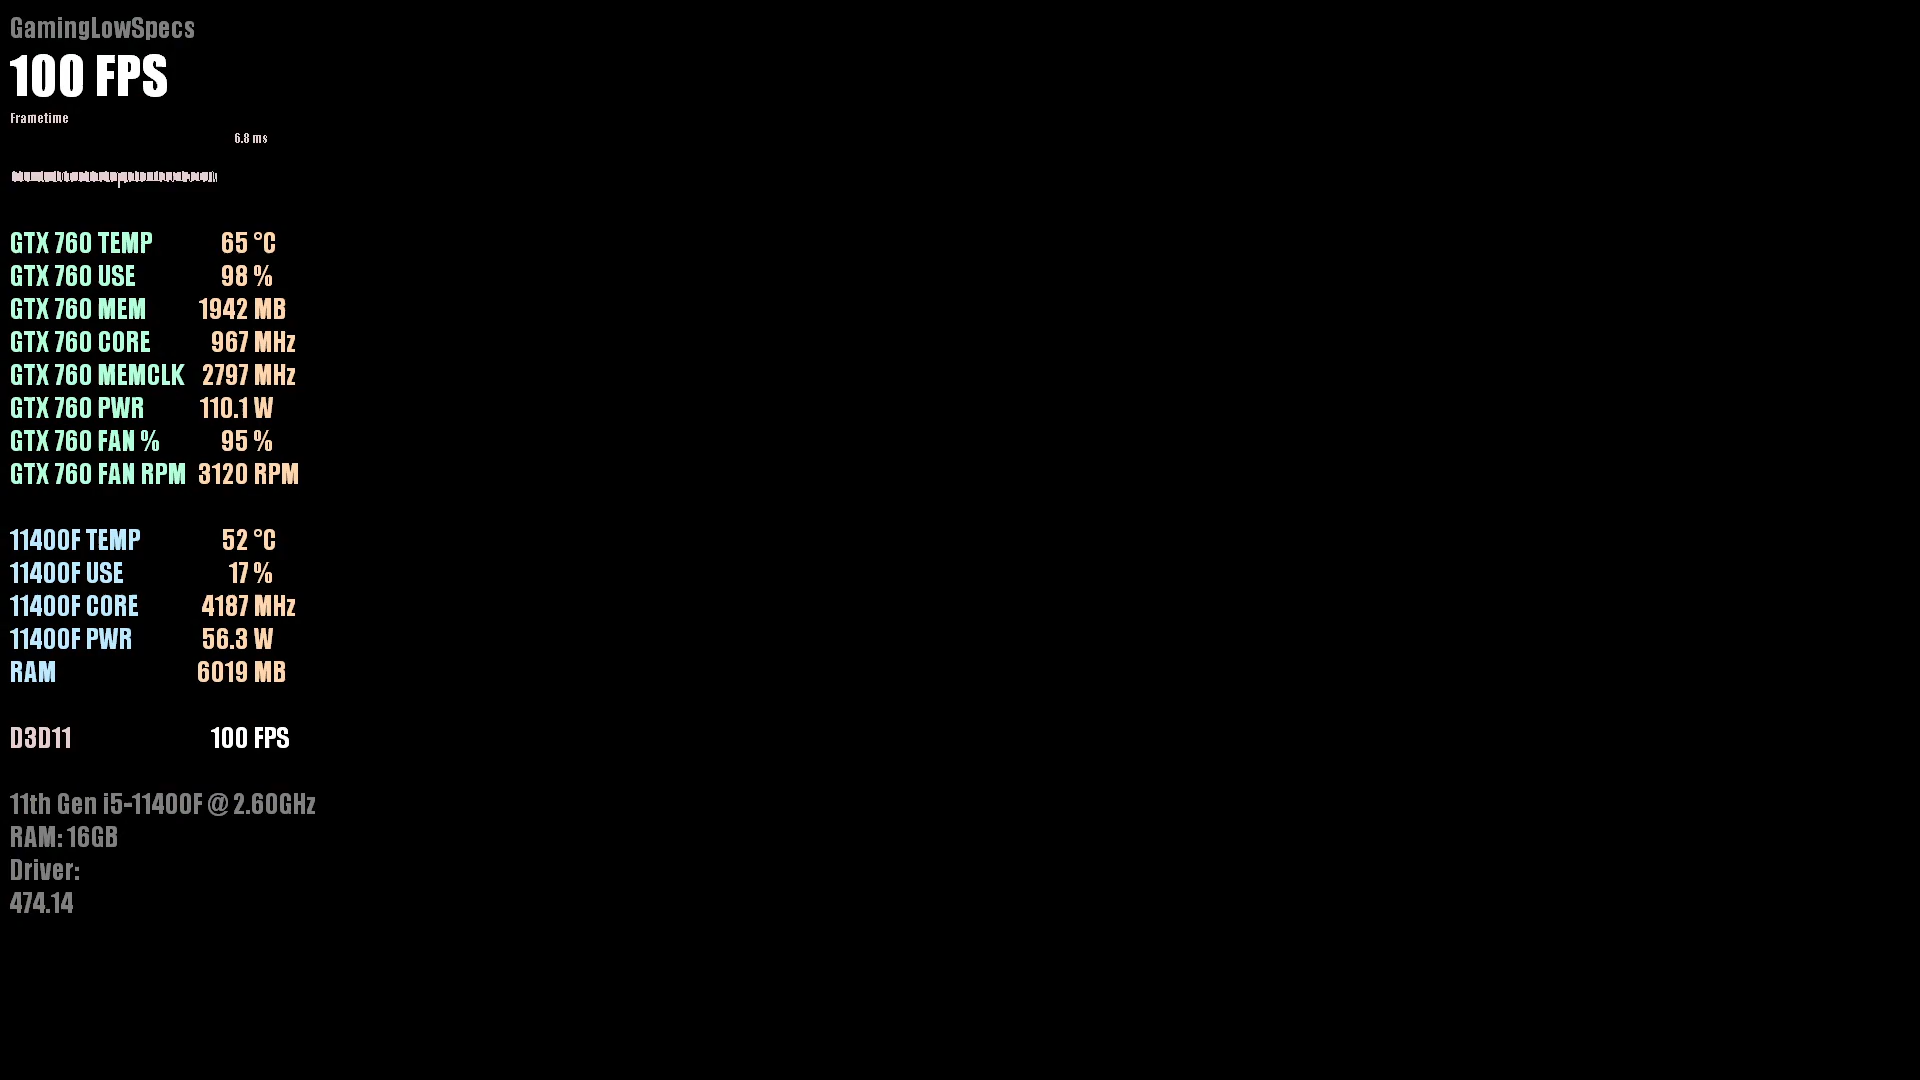 GamingLowSpecs
100 FPS
Frametime
6.8 ms
GTX 760 TEMP 65 °C
GTX 760 USE 98 %
GTX 760 MEM 1942 MB
GTX 760 CORE 967 MHz
GTX 760 MEMCLK 2797 MHz
GTX 760 PWR 110.1 W
GTX 760 FAN % 95 %
GTX 760 FAN RPM 3120 RPM
11400F TEMP 52 °C
11400F USE 17 %
11400F CORE 4187 MHz
11400F PWR 56.3 W
RAM 6019 MB
D3D11 100 FPS
11th Gen i5-11400F @ 2.60GHz
RAM: 16GB
Driver:
474.14